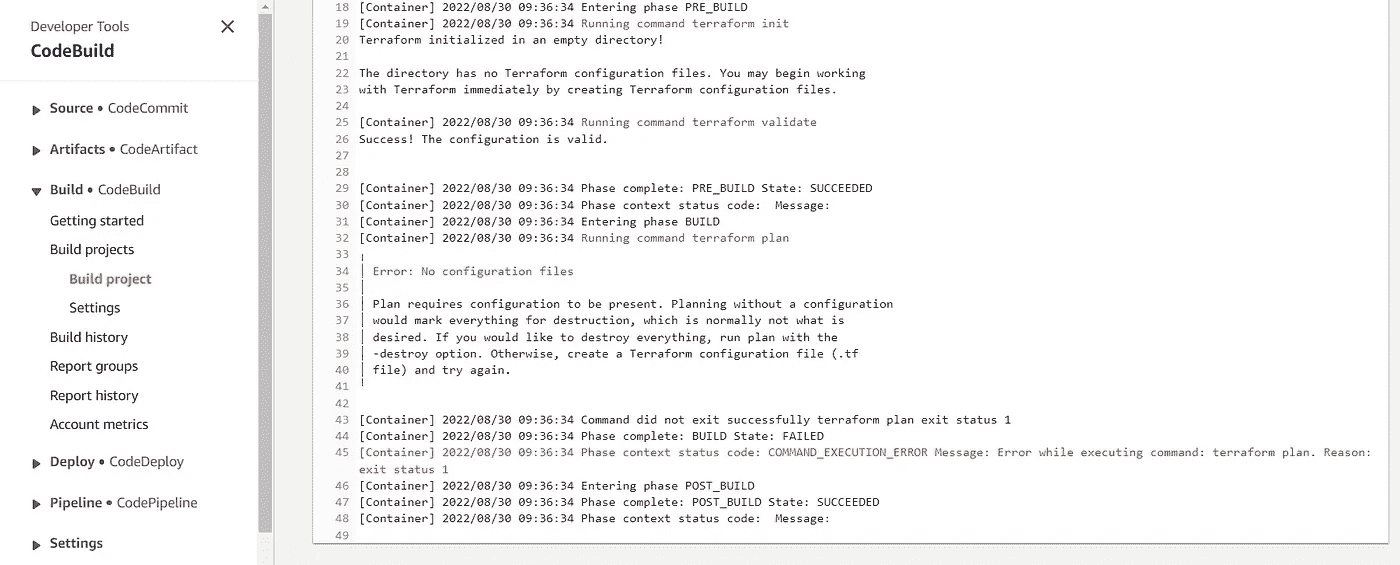 Developer Tools
CodeBuild
Source • CodeCommit
Artifacts • CodeArtifact
Build • CodeBuild
Getting started
Build projects
Build project
Settings
Build history
Report groups
Report history
Account metrics
Deploy • CodeDeploy
Pipeline • CodePipeline
Settings
18 [Container] 2022/08/30 09:36:34 Entering phase PRE_BUILD
19 [Container] 2022/08/30 09:36:34 Running command terraform init
20 Terraform initialized in an empty directory!
21
22 The directory has no Terraform configuration files. You may begin working
23 with Terraform immediately by creating Terraform configuration files.
24
25 [Container] 2022/08/30 09:36:34 Running command terraform validate
26 Success! The configuration is valid.
27
28
29 [Container] 2022/08/30 09:36:34 Phase complete: PRE_BUILD State: SUCCEEDED
30 [Container] 2022/08/30 09:36:34 Phase context status code:  Message:
31 [Container] 2022/08/30 09:36:34 Entering phase BUILD
32 [Container] 2022/08/30 09:36:34 Running command terraform plan
33 ╷
34 │ Error: No configuration files
35 │
36 │ Plan requires configuration to be present. Planning without a configuration
37 │ would mark everything for destruction, which is normally not what is
38 │ desired. If you would like to destroy everything, run plan with the
39 │ -destroy option. Otherwise, create a Terraform configuration file (.tf
40 │ file) and try again.
41 ╵
42
43 [Container] 2022/08/30 09:36:34 Command did not exit successfully terraform plan exit status 1
44 [Container] 2022/08/30 09:36:34 Phase complete: BUILD State: FAILED
45 [Container] 2022/08/30 09:36:34 Phase context status code: COMMAND_EXECUTION_ERROR Message: Error while executing command: terraform plan. Reason:
exit status 1
46 [Container] 2022/08/30 09:36:34 Entering phase POST_BUILD
47 [Container] 2022/08/30 09:36:34 Phase complete: POST_BUILD State: SUCCEEDED
48 [Container] 2022/08/30 09:36:34 Phase context status code:  Message:
49